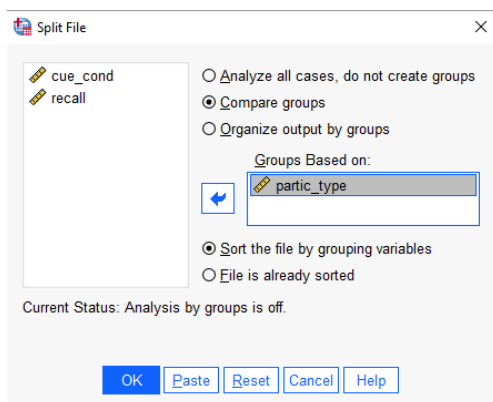 Split File
cue_cond
recall
Analyze all cases, do not create groups
Compare groups
Organize output by groups
Groups Based on:
partic_type
Sort the file by grouping variables
File is already sorted
Current Status: Analysis by groups is off.
OK Paste Reset Cancel Help